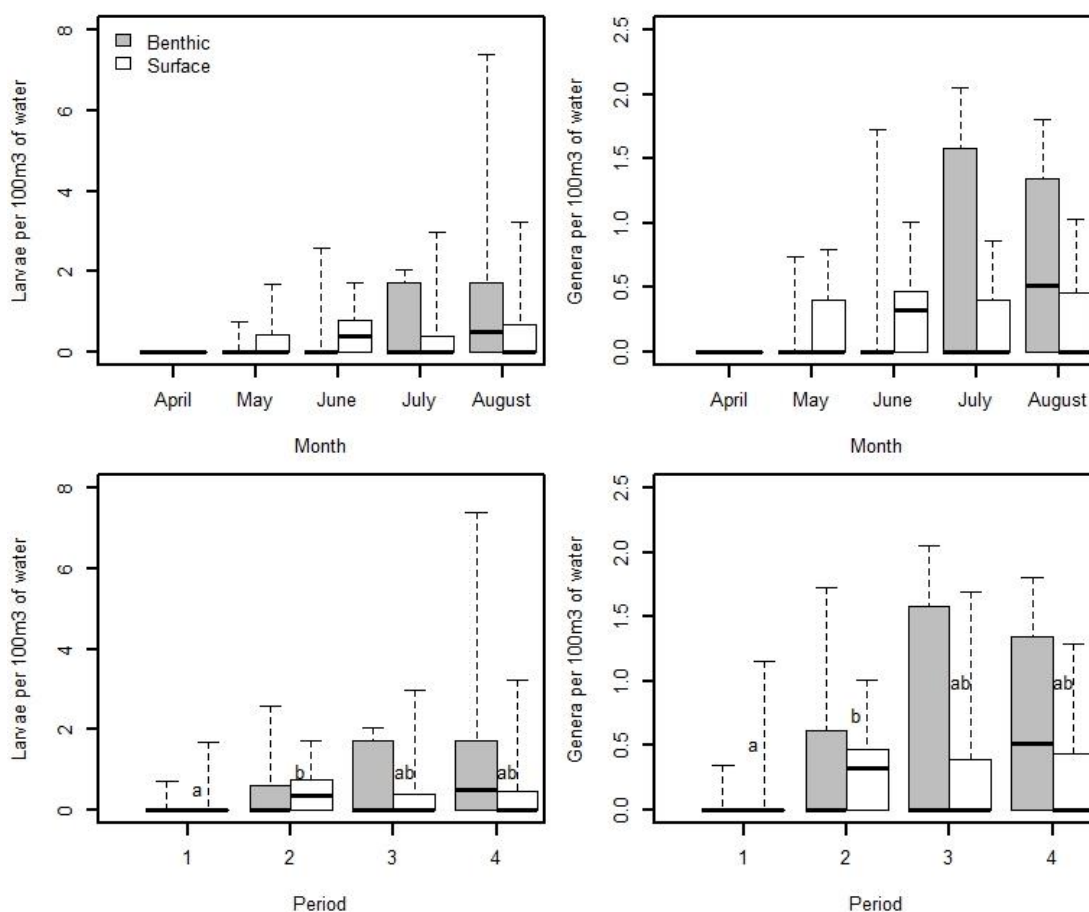 Larvae per 100m3 of water
8
6
4
2
0
Benthic
Surface
April May June July August
Month
Genera per 100m3 of water
2.5
2.0
1.5
1.0
0.5
0.0
April May June July August
Month
Larvae per 100m3 of water
8
6
4
2
0
a b ab ab
1 2 3 4
Period
Genera per 100m3 of water
2.5
2.0
1.5
1.0
0.5
0.0
a b ab ab
1 2 3 4
Period